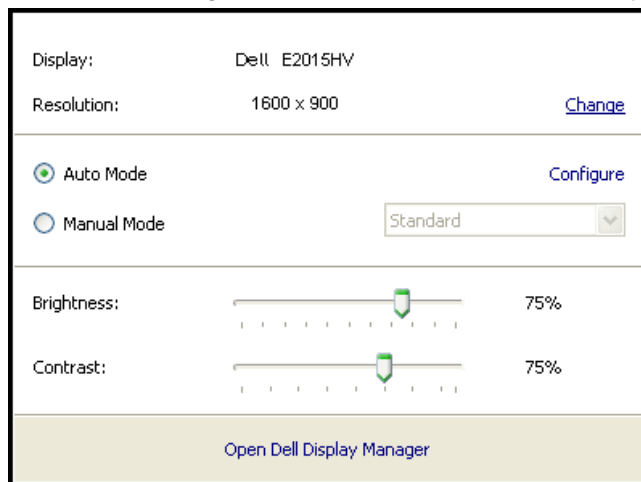 Display: Dell E2015HV
Resolution: 1600 x 900 Change
Auto Mode Configure
Manual Mode Standard
Brightness: 75%
Contrast: 75%
Open Dell Display Manager